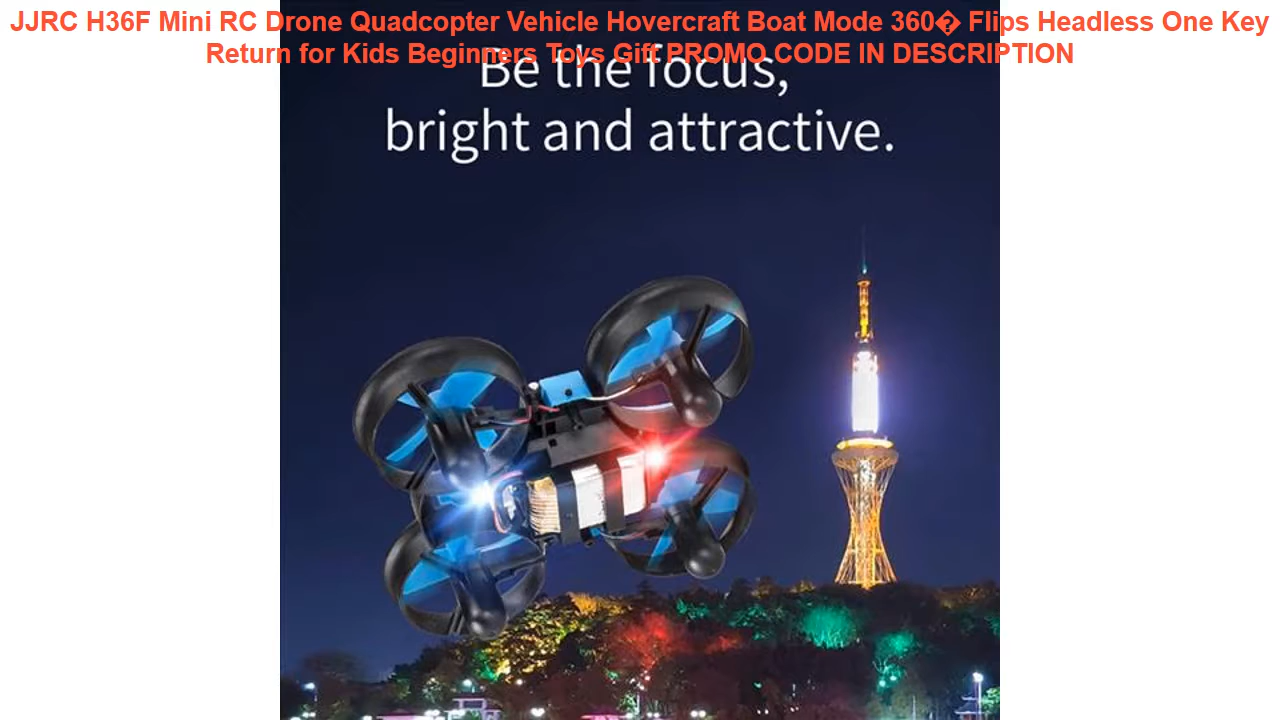 JJRC H36F Mini RC Drone Quadcopter Vehicle Hovercraft Boat Mode 360� Flips Headless One Key
Return for Kids Beginners Toys Gift PROMO CODE IN DESCRIPTION
Be the focus,
bright and attractive.